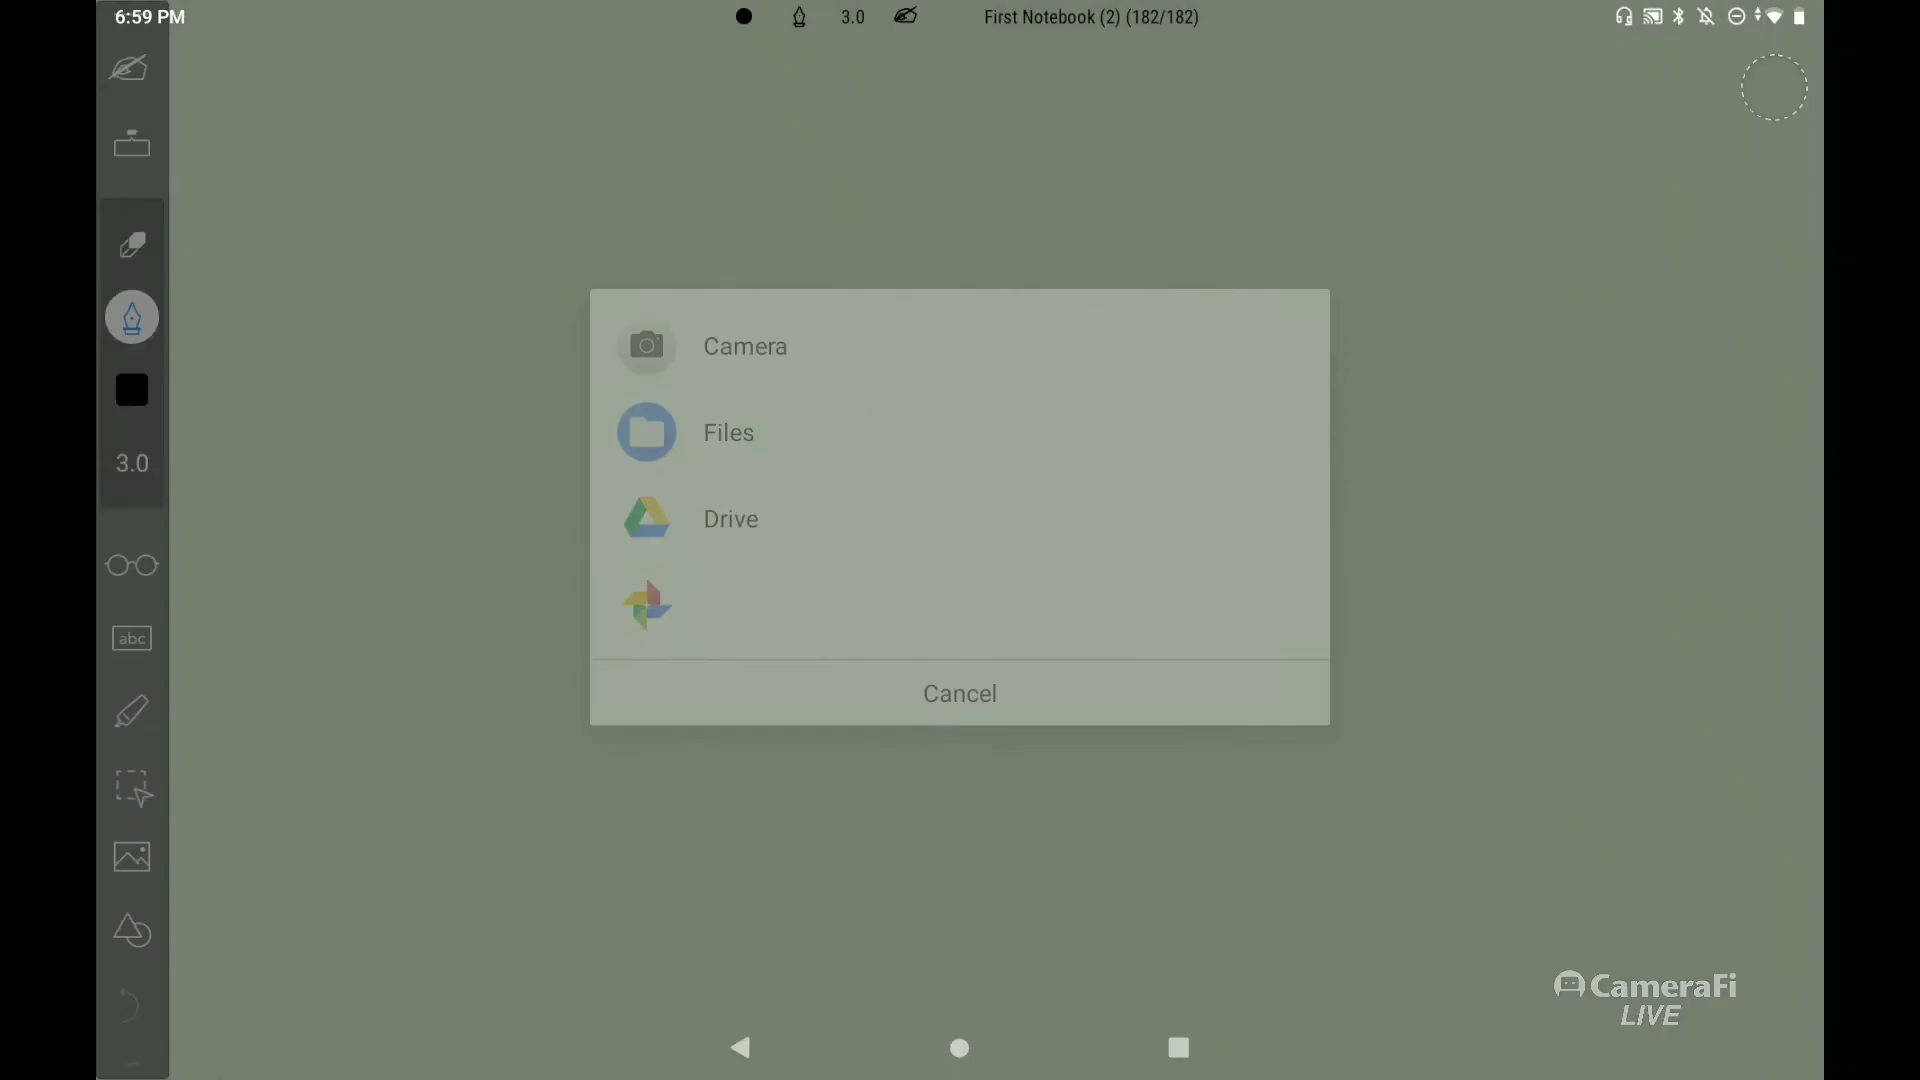 6:59 PM
3.0
First Notebook (2) (182/182)
3.0
abc
Camera
Files
Drive
Cancel
CameraFi
LIVE